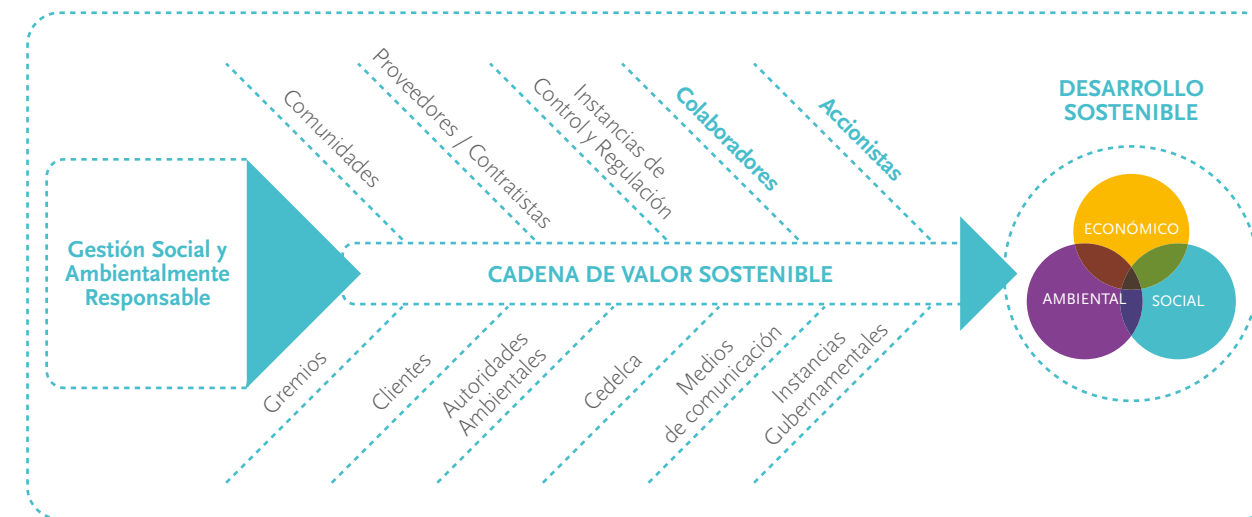 Gestión Social y
Ambientalmente
Responsable
Comunidades
Proveedores / Contratistas
Instancias de
Control y Regulación
Colaboradores
Accionistas
CADENA DE VALOR SOSTENIBLE
Gremios
Clientes
Autoridades
Ambientales
Cedelca
Medios
de comunicación
Instancias
Gubernamentales
DESARROLLO
SOSTENIBLE
ECONÓMICO
AMBIENTAL
SOCIAL